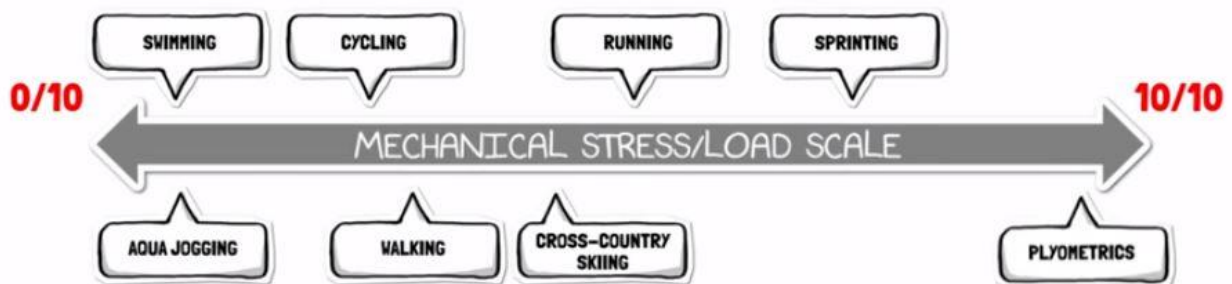 SWIMMING
CYCLING
RUNNING
SPRINTING
0/10
10/10
MECHANICAL STRESS/LOAD SCALE
AQUA JOGGING
WALKING
CROSS-COUNTRY
SKIING
PLYOMETRICS